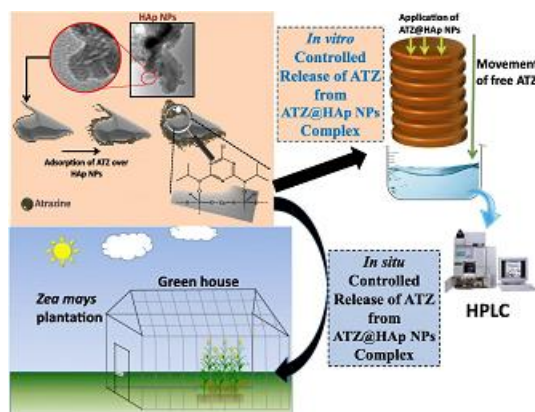 HAp NPs
Adsorption of ATZ over
HAp NPs
Atrazine
In vitro
Controlled
Release of ATZ
from
ATZ@HAp NPs
Complex
Application of
ATZ@HAp NPs
Movement
of free ATZ
HPLC
In situ
Controlled
Release of ATZ
from
ATZ@HAp NPs
Complex
Green house
Zea mays
plantation